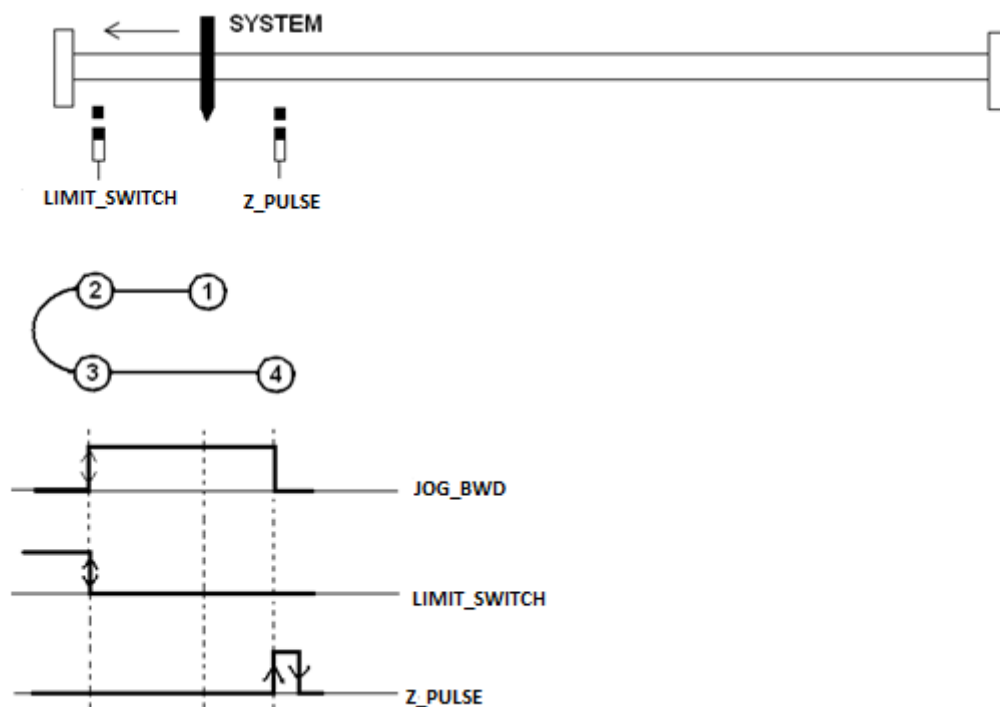 SYSTEM
LIMIT_SWITCH
Z_PULSE
2
1
3
4
JOG_BWD
LIMIT_SWITCH
Z_PULSE